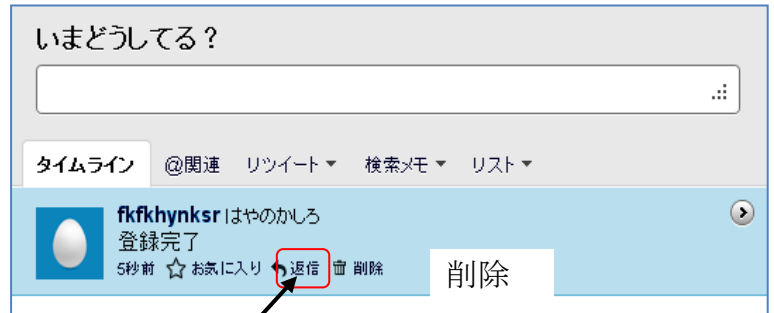 いまどうしてる？
タイムライン @関連 リツイート 検索メモ リスト
fkfkhynksr はやのかしろ
登録完了
5秒前 お気に入り 返信 削除
削除